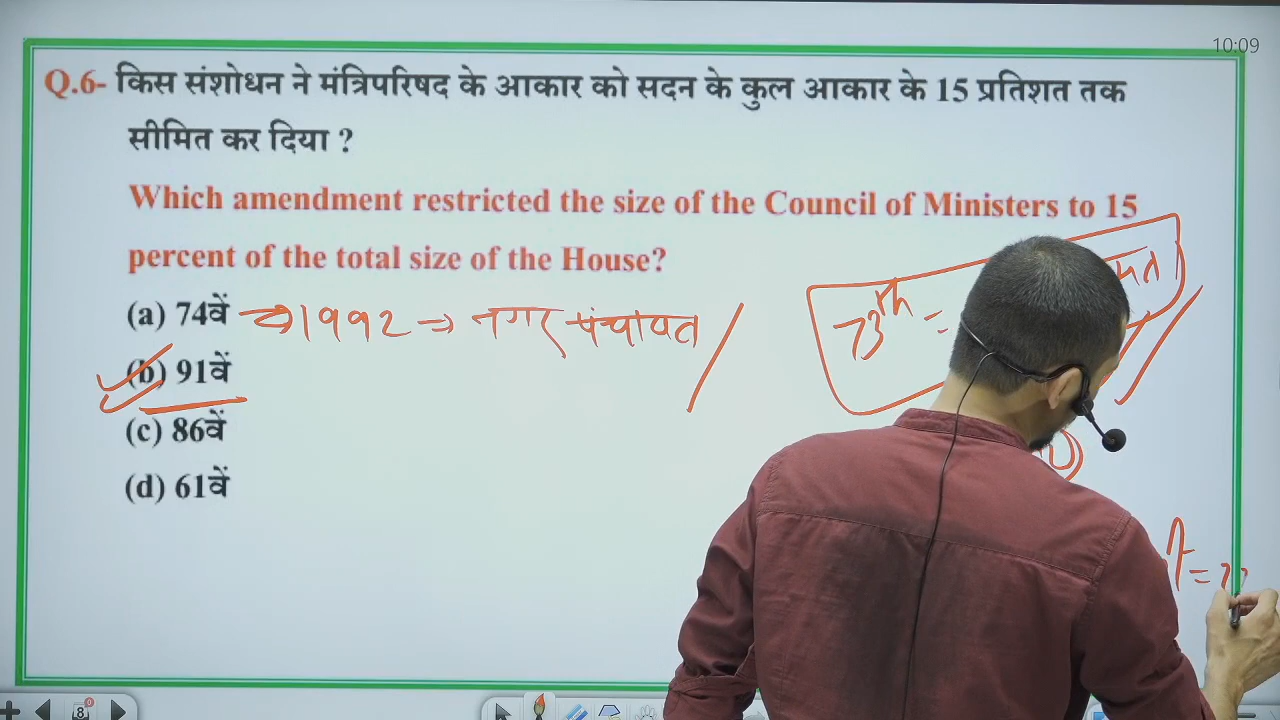 10:09
Q.6- किस संशोधन ने मंत्रिपरिषद के आकार को सदन के कुल आकार के 15 प्रतिशत तक
सीमित कर दिया ?
Which amendment restricted the size of the Council of Ministers to 15
percent of the total size of the House?
(a) 74वें → 1992 → नगर पंचायत
73th =
(b) 91वें
(c) 86वें
(d) 61वें
8